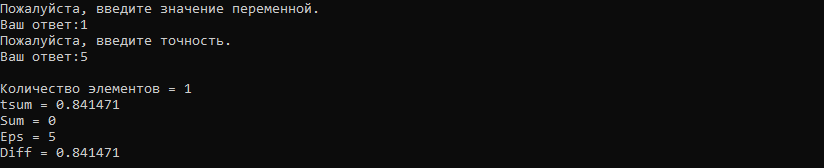 Пожалуйста, введите значение переменной.
Ваш ответ:1
Пожалуйста, введите точность.
Ваш ответ:5
Количество элементов = 1
tsum = 0.841471
Sum = 0
Eps = 5
Diff = 0.841471